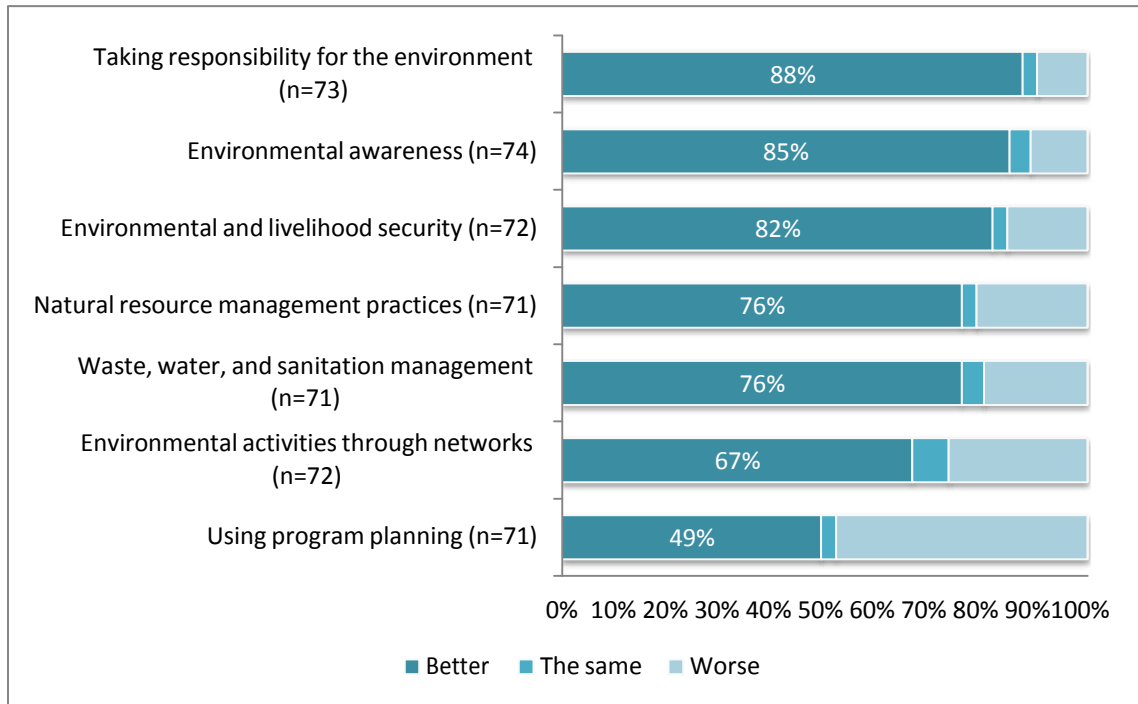 Taking responsibility for the environment
(n=73)
88%
Environmental awareness (n=74)
85%
Environmental and livelihood security (n=72)
82%
Natural resource management practices (n=71)
76%
Waste, water, and sanitation management
(n=71)
76%
Environmental activities through networks
(n=72)
67%
Using program planning (n=71)
49%
0% 10% 20% 30% 40% 50% 60% 70% 80% 90%100%
Better The same Worse